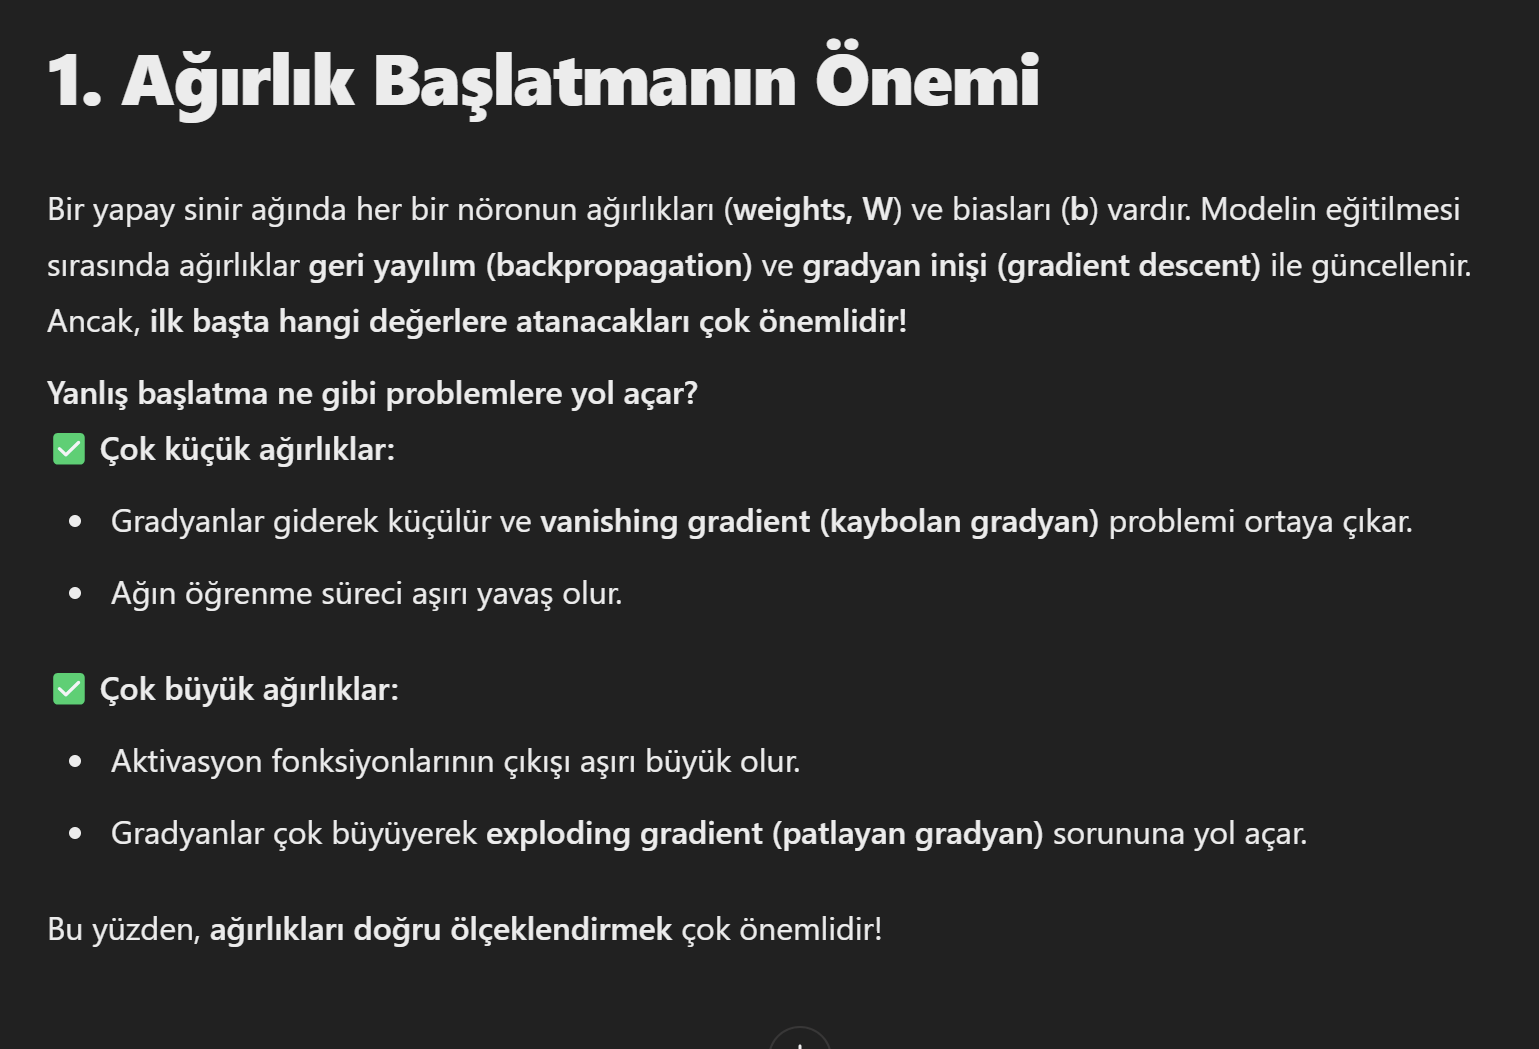 1. Ağırlık Başlatmanın Önemi
Bir yapay sinir ağında her bir nöronun ağırlıkları (weights, W) ve biasları (b) vardır. Modelin eğitilmesi
sırasında ağırlıklar geri yayılım (backpropagation) ve gradyan inişi (gradient descent) ile güncellenir.
Ancak, ilk başta hangi değerlere atanacakları çok önemlidir!
Yanlış başlatma ne gibi problemlere yol açar?
✅ Çok küçük ağırlıklar:
• Gradyanlar giderek küçülür ve vanishing gradient (kaybolan gradyan) problemi ortaya çıkar.
• Ağın öğrenme süreci aşırı yavaş olur.
✅ Çok büyük ağırlıklar:
• Aktivasyon fonksiyonlarının çıkışı aşırı büyük olur.
• Gradyanlar çok büyüyerek exploding gradient (patlayan gradyan) sorununa yol açar.
Bu yüzden, ağırlıkları doğru ölçeklendirmek çok önemlidir!